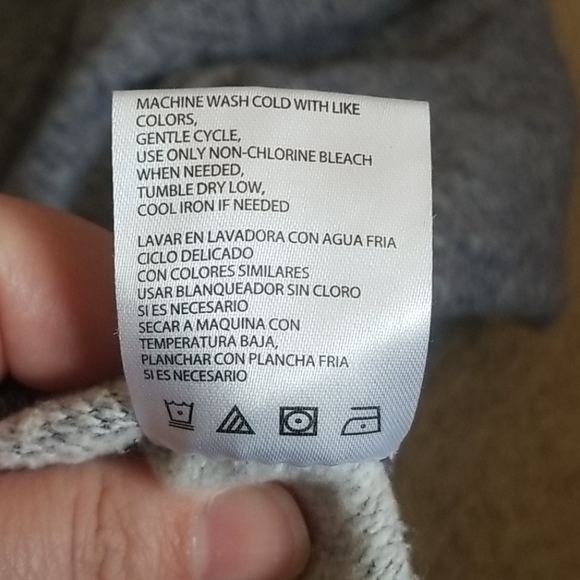 MACHINE WASH COLD WITH LIKE
COLORS,
GENTLE CYCLE,
USE ONLY NON-CHLORINE BLEACH
WHEN NEEDED,
TUMBLE DRY LOW,
COOL IRON IF NEEDED
LAVAR EN LAVADORA CON AGUA FRIA
CICLO DELICADO
CON COLORES SIMILARES
USAR BLANQUEADOR SIN CLORO
SI ES NECESARIO
SECAR A MAQUINA CON
TEMPERATURA BAJA,
PLANCHAR CON PLANCHA FRIA
SI ES NECESARIO